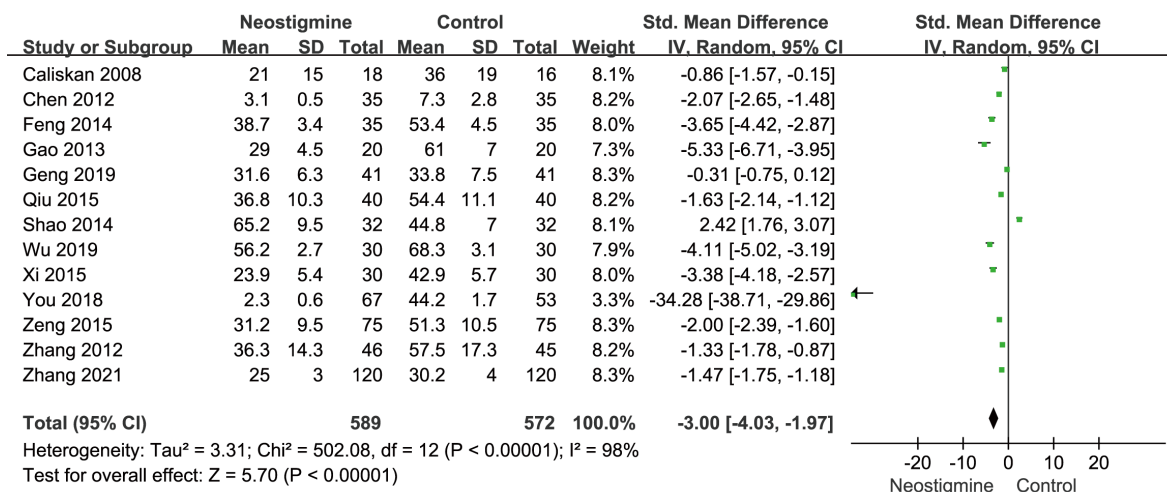 Neostigmine Control Std. Mean Difference Std. Mean Difference
Study or Subgroup Mean SD Total Mean SD Total Weight IV, Random, 95% CI IV, Random, 95% CI
Caliskan 2008 21 15 18 36 19 16 8.1% -0.86 [-1.57, -0.15]
Chen 2012 3.1 0.5 35 7.3 2.8 35 8.2% -2.07 [-2.65, -1.48]
Feng 2014 38.7 3.4 35 53.4 4.5 35 8.0% -3.65 [-4.42, -2.87]
Gao 2013 29 4.5 20 61 7 20 7.3% -5.33 [-6.71, -3.95]
Geng 2019 31.6 6.3 41 33.8 7.5 41 8.3% -0.31 [-0.75, 0.12]
Qiu 2015 36.8 10.3 40 54.4 11.1 40 8.2% -1.63 [-2.14, -1.12]
Shao 2014 65.2 9.5 32 44.8 7 32 8.1% 2.42 [1.76, 3.07]
Wu 2019 56.2 2.7 30 68.3 3.1 30 7.9% -4.11 [-5.02, -3.19]
Xi 2015 23.9 5.4 30 42.9 5.7 30 8.0% -3.38 [-4.18, -2.57]
You 2018 2.3 0.6 67 44.2 1.7 53 3.3% -34.28 [-38.71, -29.86]
Zeng 2015 31.2 9.5 75 51.3 10.5 75 8.3% -2.00 [-2.39, -1.60]
Zhang 2012 36.3 14.3 46 57.5 17.3 45 8.2% -1.33 [-1.78, -0.87]
Zhang 2021 25 3 120 30.2 4 120 8.3% -1.47 [-1.75, -1.18]
Total (95% CI) 589 572 100.0% -3.00 [-4.03, -1.97]
Heterogeneity: Tau² = 3.31; Chi² = 502.08, df = 12 (P < 0.00001); I² = 98%
Test for overall effect: Z = 5.70 (P < 0.00001)
-20 -10 0 10 20
Neostigmine Control